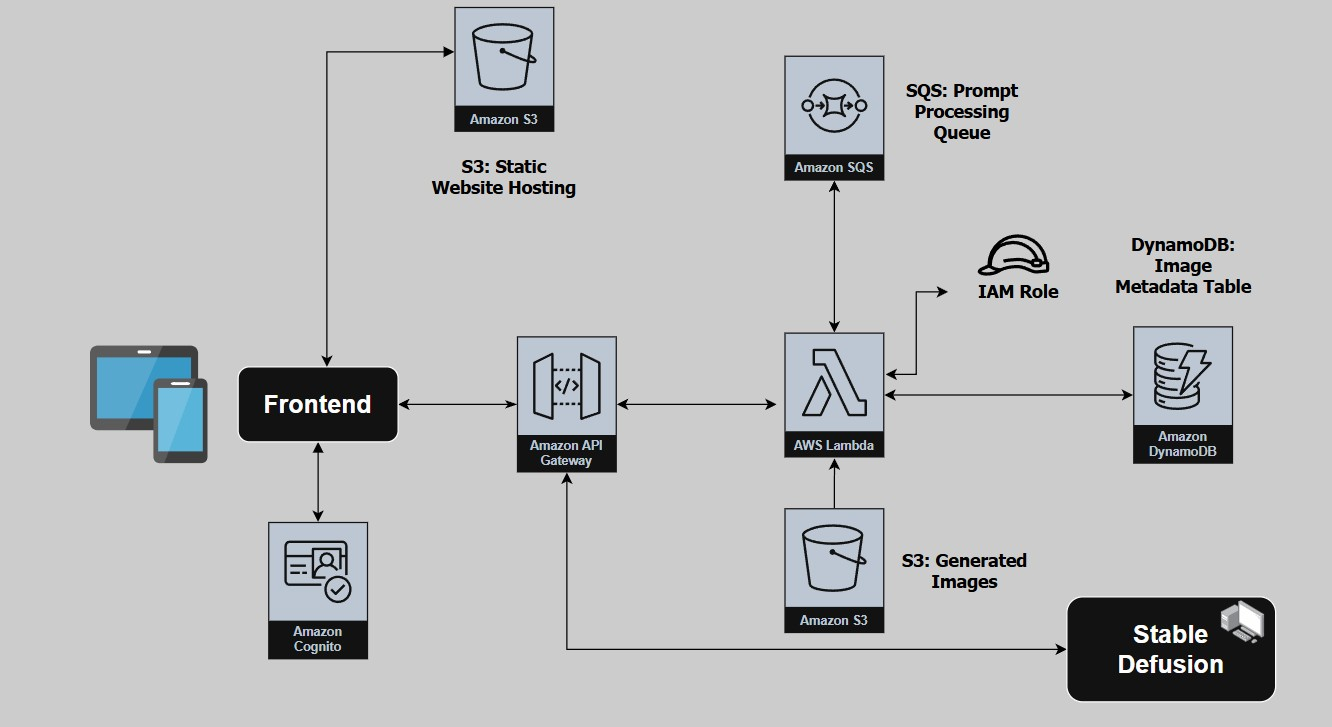 Amazon S3
S3: Static
Website Hosting
Amazon SQS
SQS: Prompt
Processing
Queue
IAM Role
DynamoDB:
Image
Metadata Table
Frontend
</>
Amazon API
Gateway
AWS Lambda
Amazon
DynamoDB
Amazon
Cognito
Amazon S3
S3: Generated
Images
Stable
Defusion